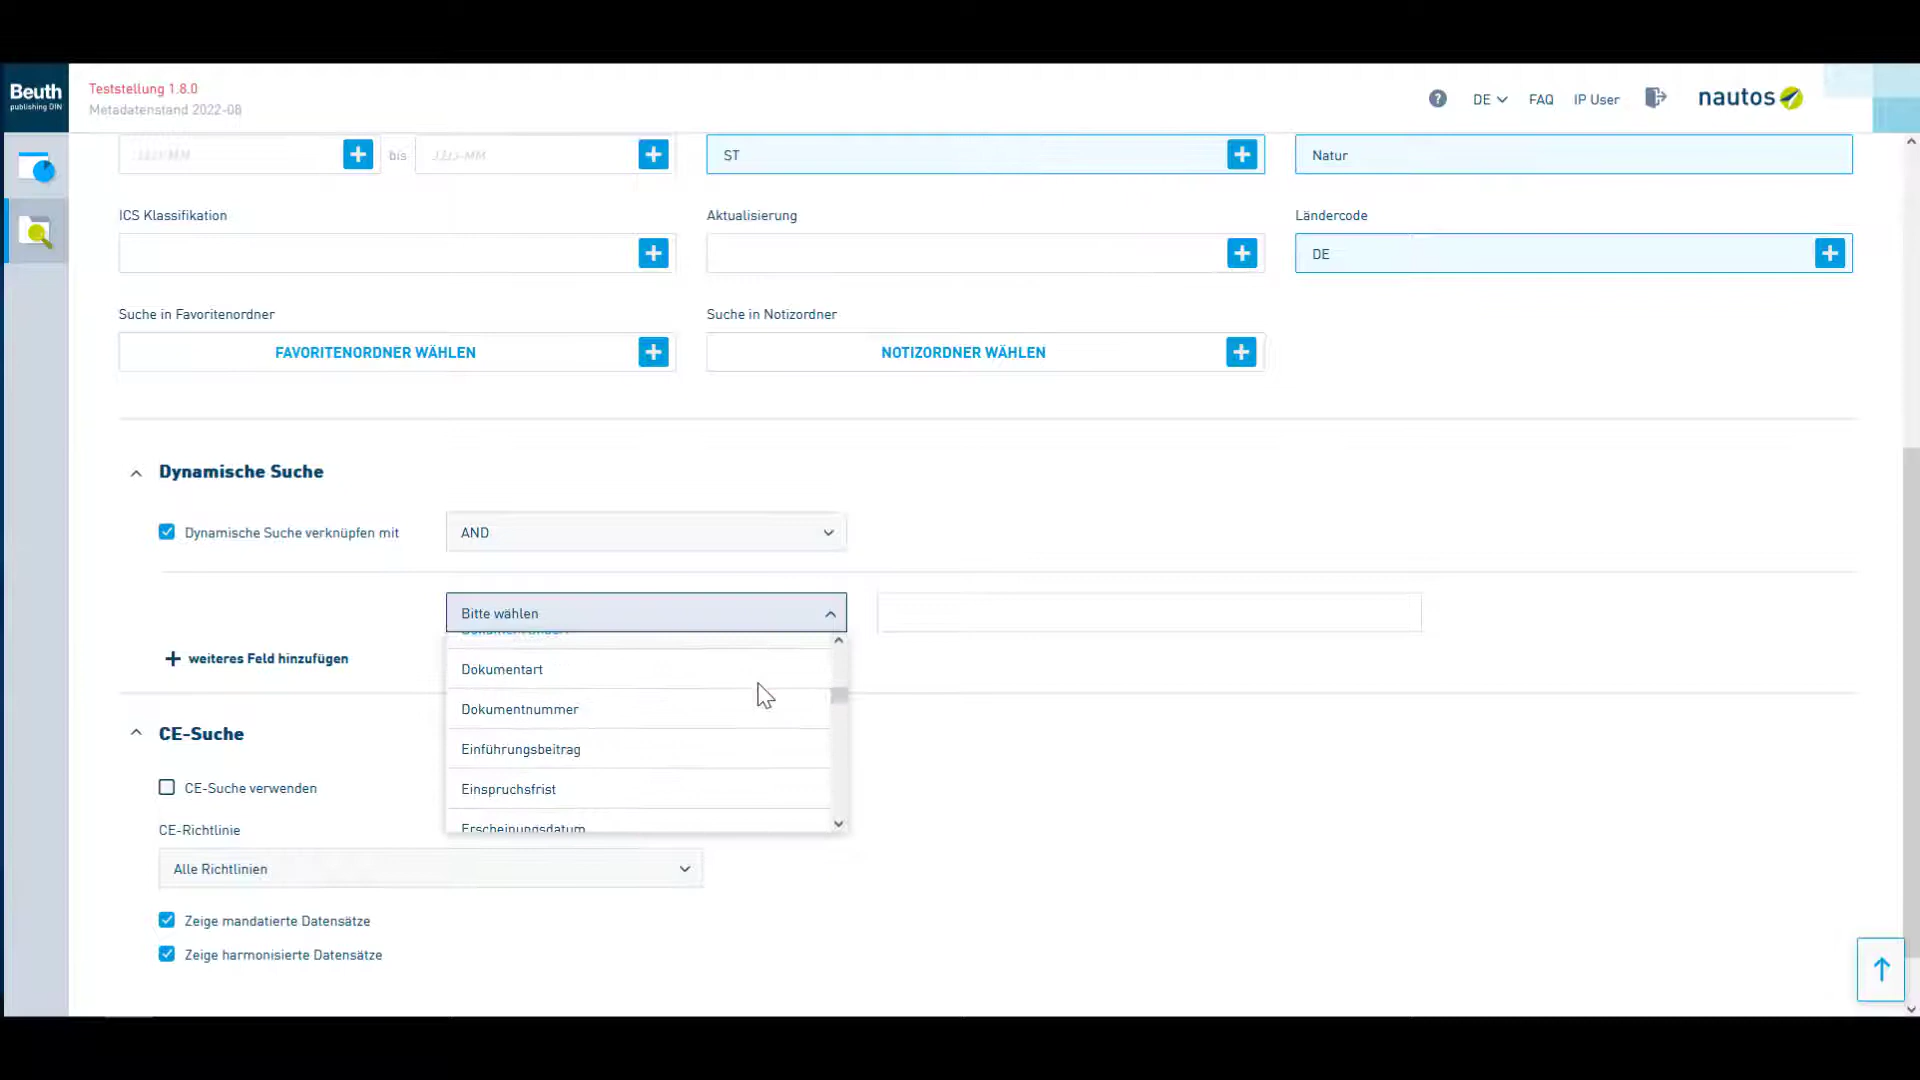 Beuth
publishing DIN
Teststellung 1.8.0
Metadatenstand 2022-08
DE
FAQ
IP User
nautos
bis
JJJJ-MM
ST
Natur
ICS Klassifikation
Aktualisierung
Ländercode
DE
Suche in Favoritenordner
Suche in Notizordner
FAVORITENORDNER WÄHLEN
NOTIZORDNER WÄHLEN
Dynamische Suche
Dynamische Suche verknüpfen mit
AND
Bitte wählen
weiteres Feld hinzufügen
Dokumentart
Dokumentnummer
Einführungsbeitrag
Einspruchsfrist
Erscheinungsdatum
CE-Suche
CE-Suche verwenden
CE-Richtlinie
Alle Richtlinien
Zeige mandatierte Datensätze
Zeige harmonisierte Datensätze